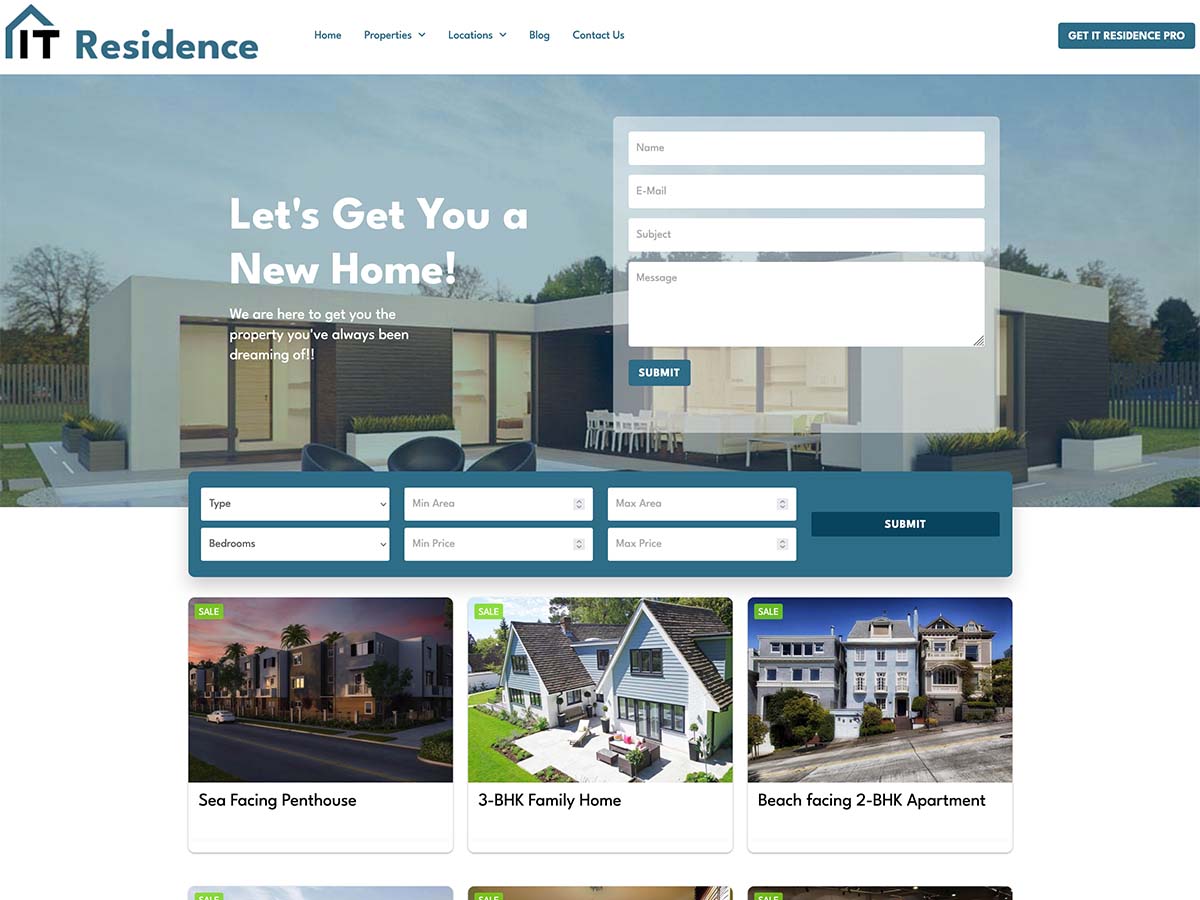 IT Residence
Home Properties Locations Blog Contact Us
GET IT RESIDENCE PRO
Let's Get You a
New Home!
We are here to get you the
property you've always been
dreaming of!!
Name
E-Mail
Subject
Message
SUBMIT
Type Min Area Max Area
Bedrooms Min Price Max Price
SUBMIT
SALE
SALE
SALE
Sea Facing Penthouse
3-BHK Family Home
Beach facing 2-BHK Apartment
SALE
SALE
SALE